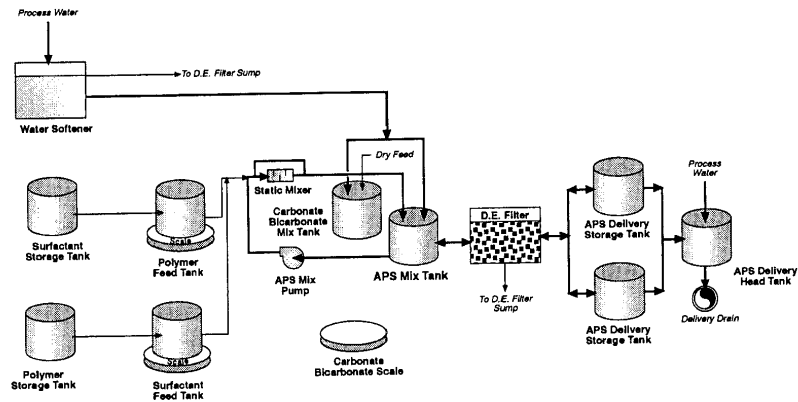 Process Water
To D.E. Filter Sump
Water Softener
Dry Feed
Static Mixer
Carbonate
Bicarbonate
Mix Tank
Surfactant
Storage Tank
Scale
Polymer
Feed Tank
APS Mix
Pump
APS Mix Tank
D.E. Filter
To D.E. Filter
Sump
APS Delivery
Storage Tank
Process
Water
APS Delivery
Head Tank
Delivery Drain
APS Delivery
Storage Tank
Polymer
Storage Tank
Scale
Surfactant
Feed Tank
Carbonate
Bicarbonate Scale